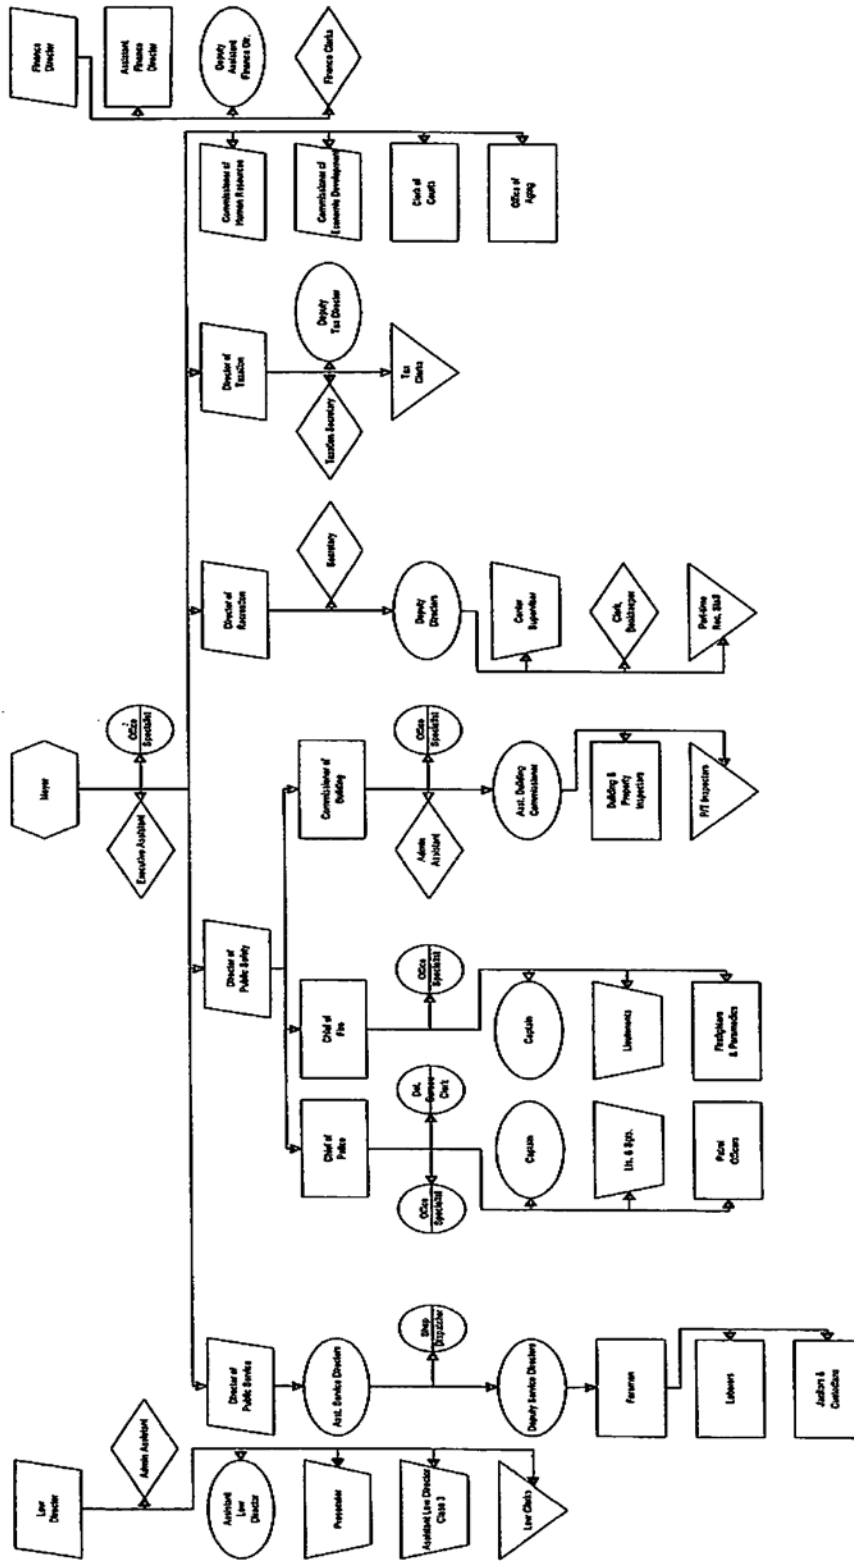 Law
Director
Admin Assistant
Assistant
Law
Director
Prosecutor
Assistant Law Director
Class 3
Law Clerks
Director of
Public Service
Asst. Service Directors
Shop
Dispatcher
Deputy Service Directors
Foreman
Laborers
Janitors &
Custodians
Mayor
Executive Assistant
Office
Specialist
Director of
Public Safety
Chief of
Police
Office
Specialist
Det.
Bureau
Clerk
Captain
Lts. & Sgts.
Patrol
Officers
Chief of
Fire
Office
Specialist
Captain
Lieutenants
Firefighters
& Paramedics
Commissioner of
Building
Admin
Assistant
Office
Specialist
Asst. Building
Commissioner
Building &
Property
Inspectors
P/T Inspectors
Director of
Recreation
Secretary
Deputy
Directors
Center
Supervisor
Clerk,
Bookkeeper
Part-time
Rec. Staff
Director of
Taxation
Taxation Secretary
Deputy
Tax Director
Tax
Clerks
Commissioner of
Human Resources
Commissioner of
Economic Development
Clerk of
Courts
Office of
Aging
Finance
Director
Assistant
Finance
Director
Deputy
Assistant
Finance Dir.
Finance Clerks